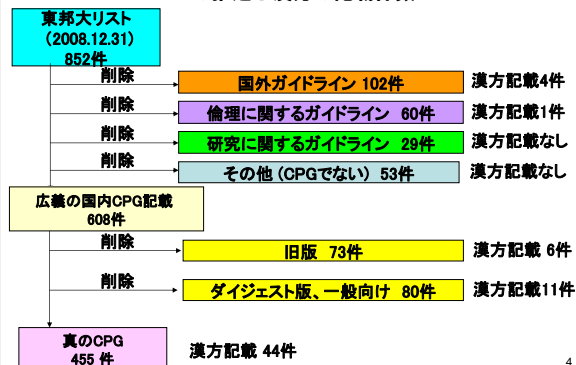 東邦大リスト
（2008.12.31）
852件
削除
国外ガイドライン 102件
漢方記載4件
削除
倫理に関するガイドライン 60件
漢方記載1件
削除
研究に関するガイドライン 29件
漢方記載なし
削除
その他 (CPGでない) 53件
漢方記載なし
広義の国内CPG記載
608件
削除
旧版 73件
漢方記載 6件
削除
ダイジェスト版、一般向け 80件
漢方記載11件
真のCPG
455 件
漢方記載 44件
4